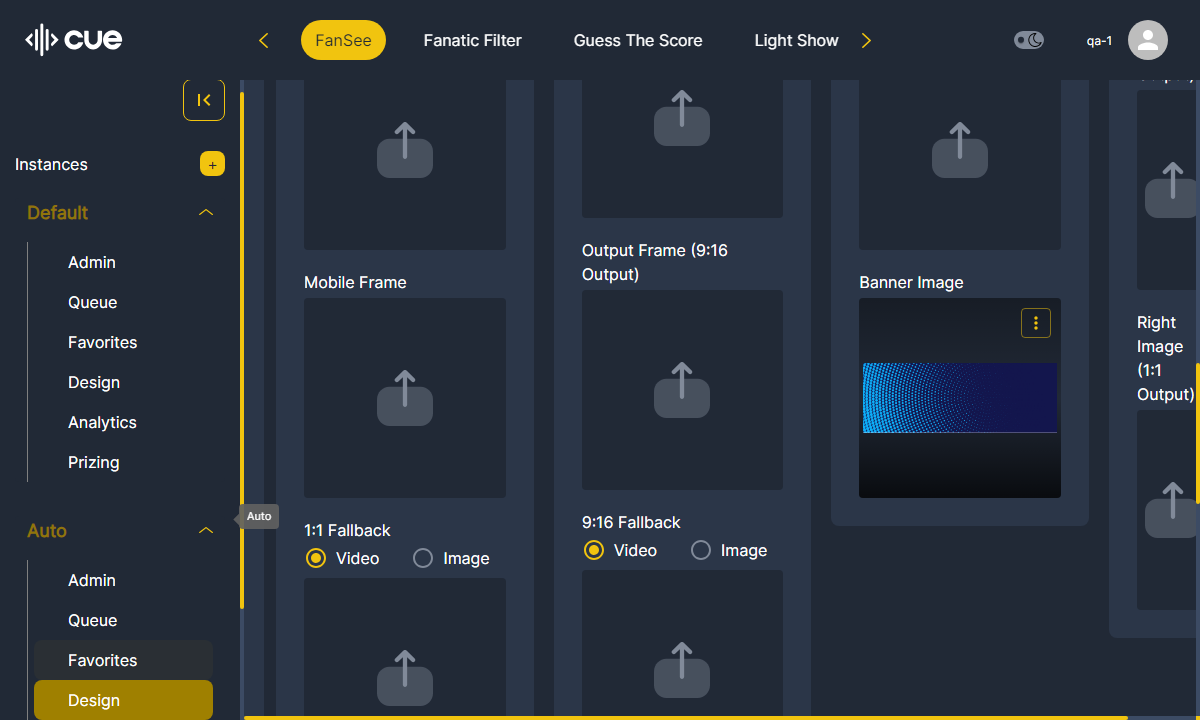 cue
FanSee
Fanatic Filter
Guess The Score
Light Show
qa-1
Instances
+
Default
Admin
Queue
Favorites
Design
Analytics
Prizing
Auto
Admin
Queue
Favorites
Design
Auto
Mobile Frame
1:1 Fallback
Video
Image
Output Frame (9:16
Output)
9:16 Fallback
Video
Image
Banner Image
Right
Image
(1:1
Output)